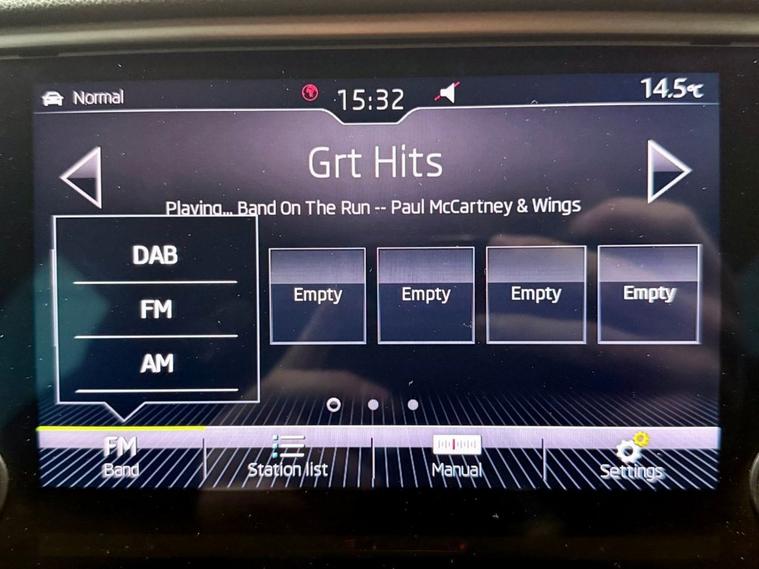 Normal
15:32
14.5℃
Grt Hits
Playing... Band On The Run -- Paul McCartney & Wings
DAB
FM
AM
Empty
Empty
Empty
Empty
FM
Band
Station list
Manual
Settings